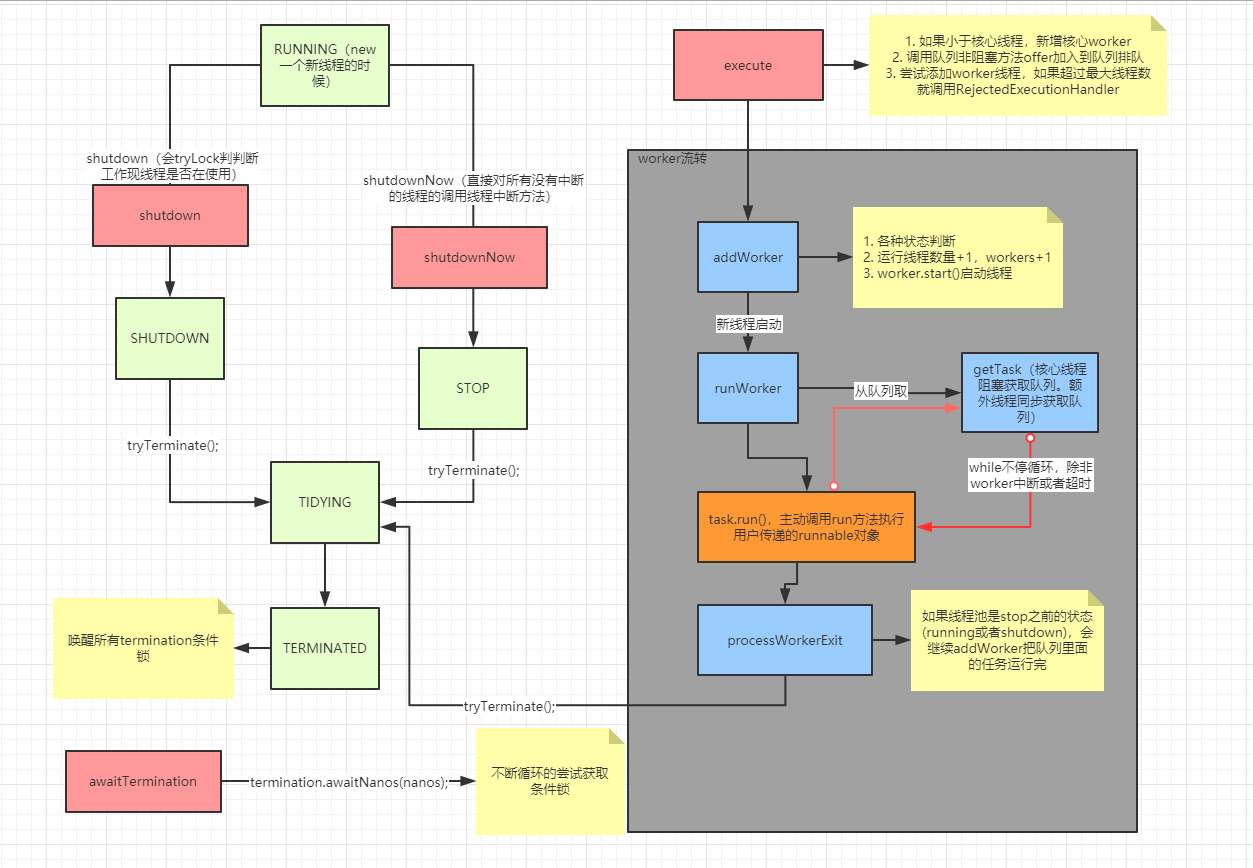 RUNNING（new
一个新线程的时
候）
shutdown（会tryLock判判断
工作现线程是否在使用）
shutdown
SHUTDOWN
tryTerminate();
shutdownNow（直接对所有没有中断
的线程的调用线程中断方法）
shutdownNow
STOP
tryTerminate();
TIDYING
TERMINATED
唤醒所有termination条件
锁
awaitTermination
termination.awaitNanos(nanos);
不断循环的尝试获取
条件锁
execute
1. 如果小于核心线程，新增核心worker
2. 调用队列非阻塞方法offer加入到队列排队
3. 尝试添加worker线程，如果超过最大线程数
就调用RejectedExecutionHandler
worker流转
addWorker
1. 各种状态判断
2. 运行线程数量+1，workers+1
3. worker.start()启动线程
新线程启动
runWorker
从队列取
getTask（核心线程
阻塞获取队列。额
外线程同步获取队
列）
while不停循环，除非
worker中断或者超时
task.run()，主动调用run方法执行
用户传递的runnable对象
processWorkerExit
如果线程池是stop之前的状态
(running或者shutdown)，会
继续addWorker把队列里面
的任务运行完
tryTerminate();